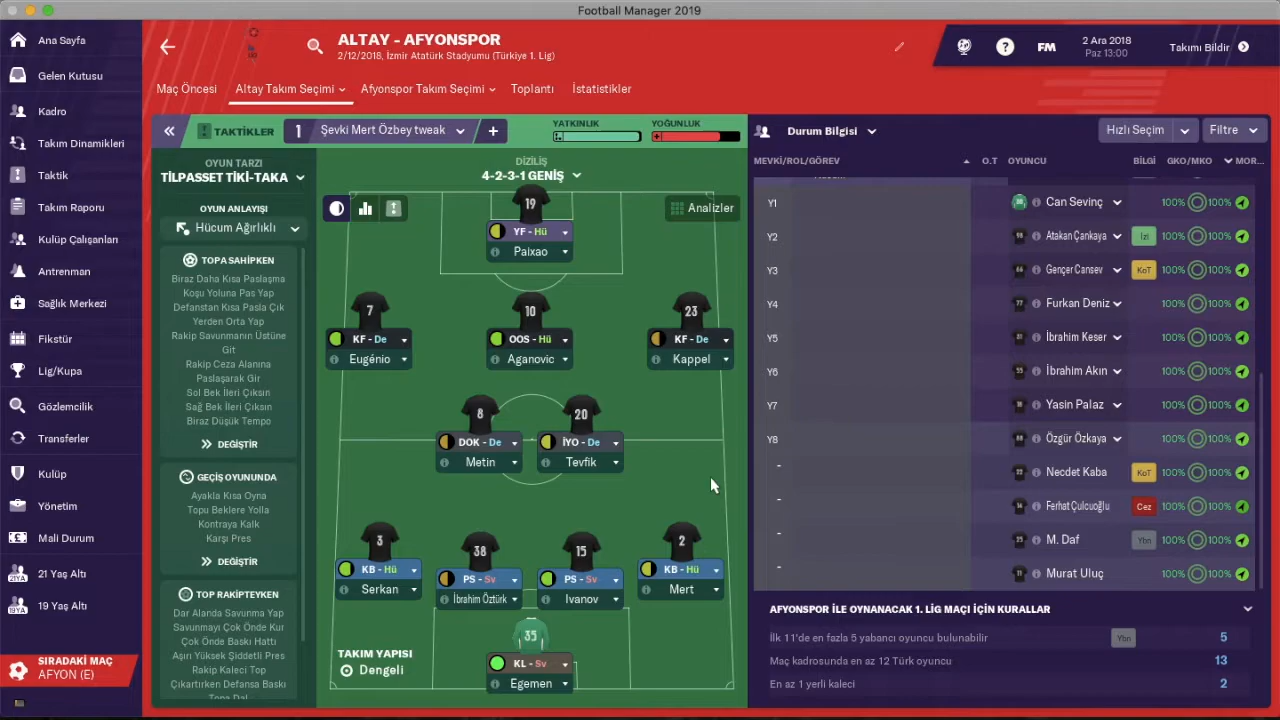 Football Manager 2019
Ana Sayfa
Gelen Kutusu
Kadro
Takım Dinamikleri
Taktik
Takım Raporu
Kulüp Çalışanları
Antrenman
Sağlık Merkezi
Fikstür
Lig/Kupa
Gözlemcilik
Transferler
Kulüp
Yönetim
Mali Durum
21YA
21 Yaş Altı
19YA
19 Yaş Altı
SIRADAKİ MAÇ
AFYON (E)
ALTAY - AFYONSPOR
2/12/2018, İzmir Atatürk Stadyumu (Türkiye 1. Lig)
FM
2 Ara 2018
Paz 13:00
Takımı Bildir
Maç Öncesi
Altay Takım Seçimi
Afyonspor Takım Seçimi
Toplantı
İstatistikler
TAKTİKLER
1
Şevki Mert Özbey tweak
YATKINLIK
YOĞUNLUK
OYUN TARZI
TİLPASSET TİKİ-TAKA
OYUN ANLAYIŞI
Hücum Ağırlıklı
TOPA SAHİPKEN
Biraz Daha Kısa Paslaşma
Koşu Yoluna Pas Yap
Defanstan Kısa Pasla Çık
Yerden Orta Yap
Rakip Savunmanın Üstüne
Git
Rakip Ceza Alanına
Paslaşarak Gir
Sol Bek İleri Çıksın
Sağ Bek İleri Çıksın
Biraz Düşük Tempo
DEĞİŞTİR
GEÇİŞ OYUNUNDA
Ayakla Kısa Oyna
Topu Beklere Yolla
Kontraya Kalk
Karşı Pres
DEĞİŞTİR
TOP RAKİPTEYKEN
Dar Alanda Savunma Yap
Savunmayı Çok Önde Kur
Çok Önde Baskı Hattı
Aşırı Yüksek Şiddetli Pres
Rakip Kaleci Top
Çıkartırken Defansa Baskı
DİZİLİŞ
4-2-3-1 GENİŞ
Analizler
19
YF - Hü
Paixao
7
KF - De
Eugénio
10
OOS - Hü
Aganovic
23
KF - De
Kappel
8
DOK - De
Metin
20
İYO - De
Tevfik
3
KB - Hü
Serkan
38
PS - Sv
İbrahim Öztürk
15
PS - Sv
Ivanov
2
KB - Hü
Mert
35
KL - Sv
Egemen
TAKIM YAPISI
Dengeli
Durum Bilgisi
Hızlı Seçim
Filtre
MEVKİ/ROL/GÖREV O.T OYUNCU BİLGİ GKO/MKO MOR...
Y1 Can Sevinç 100% 100%
Y2 Atakan Çankaya İzi 100% 100%
Y3 Gençer Cansev KoT 100% 100%
Y4 Furkan Deniz 100% 100%
Y5 İbrahim Keser 100% 100%
Y6 İbrahim Akın 100% 100%
Y7 Yasin Palaz 100% 100%
Y8 Özgür Özkaya 100% 100%
- Necdet Kaba KoT 100% 100%
- Ferhat Çulcuoğlu Cez 100% 100%
- M. Daf Ybn 100% 100%
- Murat Uluç 100% 100%
AFYONSPOR İLE OYNANACAK 1. LİG MAÇI İÇİN KURALLAR
İlk 11'de en fazla 5 yabancı oyuncu bulunabilir Ybn 5
Maç kadrosunda en az 12 Türk oyuncu 13
En az 1 yerli kaleci 2